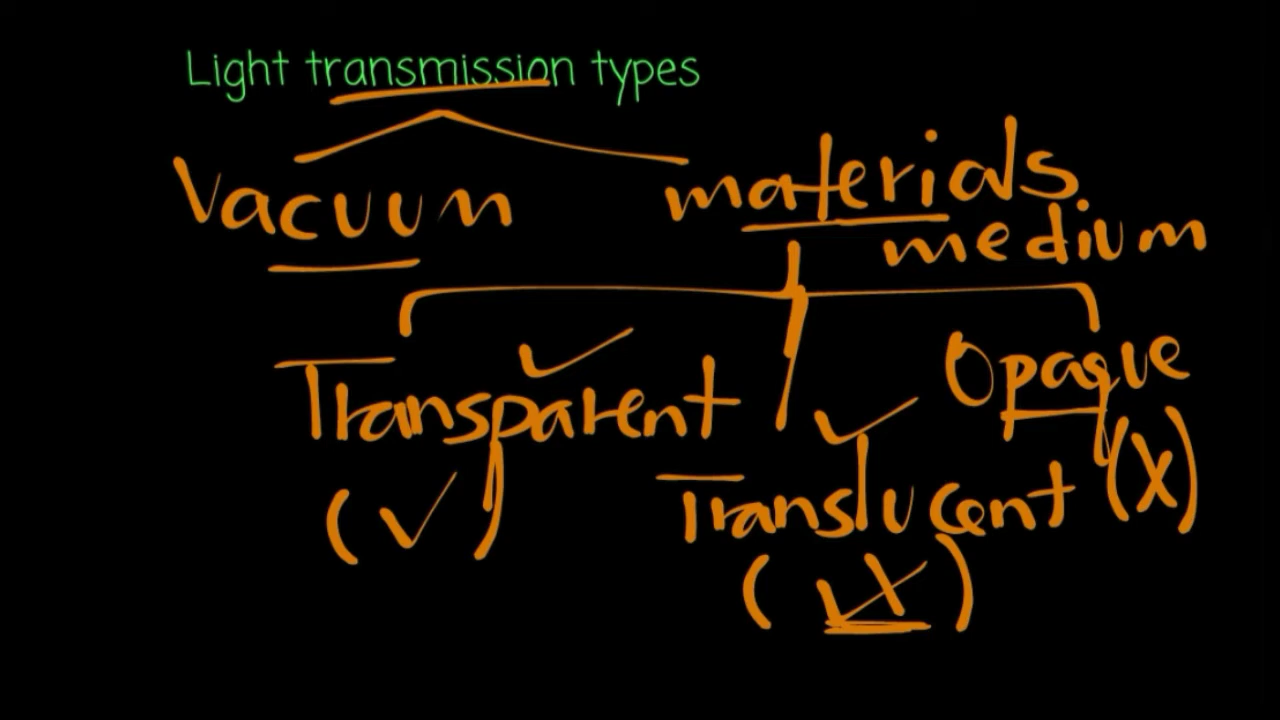 Light transmission types
Vacuum
materials
medium
Transparent
Opaque
(✓)
Translucent
(X)
(✓X)